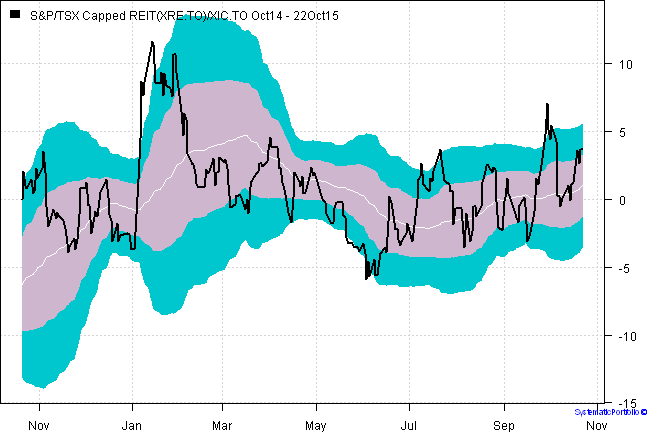 S&P/TSX Capped REIT(XRE.TO)/XIC.TO Oct14 - 22Oct15
10
5
0
-5
-10
-15
SystematicPortfolio ©
Nov Jan Mar May Jul Sep Nov